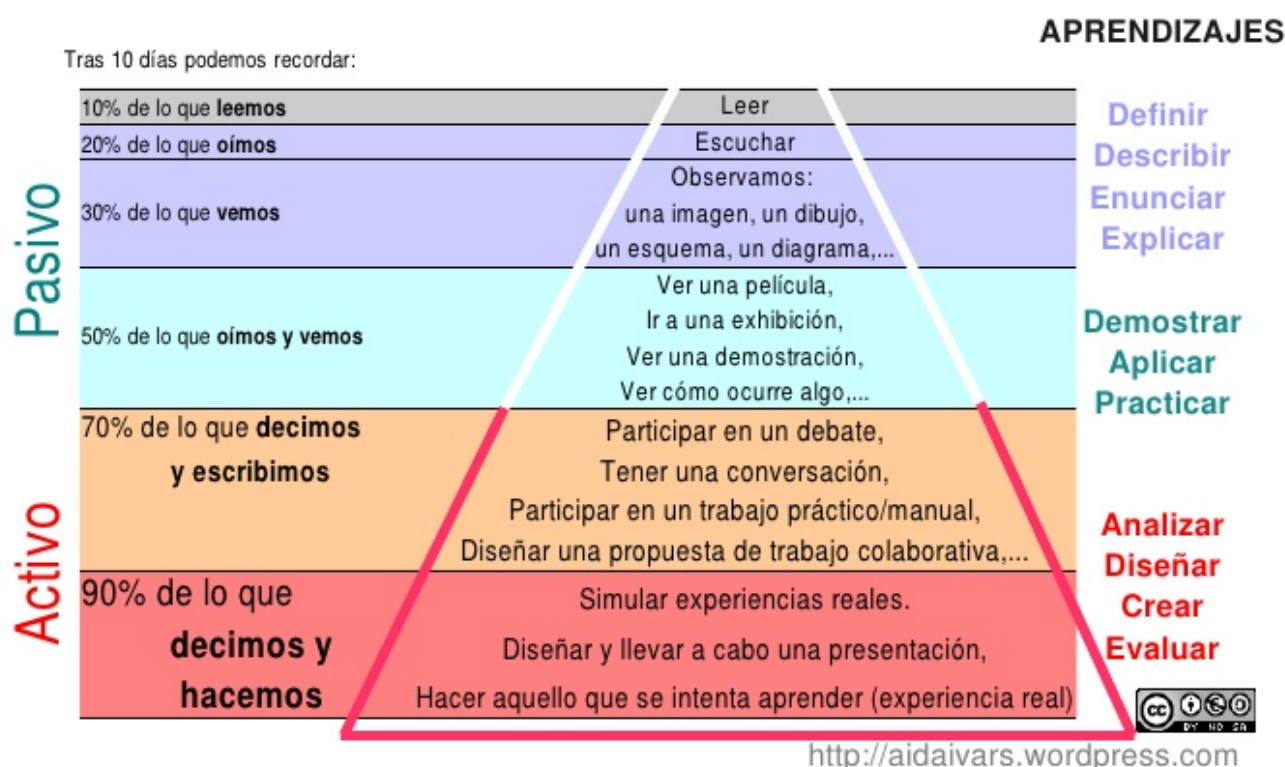 APRENDIZAJES
Tras 10 días podemos recordar:
10% de lo que leemos
Leer
20% de lo que oímos
Escuchar
30% de lo que vemos
Observamos:
una imagen, un dibujo,
un esquema, un diagrama,...
50% de lo que oímos y vemos
Ver una película,
Ir a una exhibición,
Ver una demostración,
Ver cómo ocurre algo,...
70% de lo que decimos
y escribimos
Participar en un debate,
Tener una conversación,
Participar en un trabajo práctico/manual,
Diseñar una propuesta de trabajo colaborativa,...
90% de lo que
decimos y
hacemos
Simular experiencias reales.
Diseñar y llevar a cabo una presentación,
Hacer aquello que se intenta aprender (experiencia real)
Pasivo
Activo
Definir
Describir
Enunciar
Explicar
Demostrar
Aplicar
Practicar
Analizar
Diseñar
Crear
Evaluar
cc
BY NC SA
http://aidaivars.wordpress.com